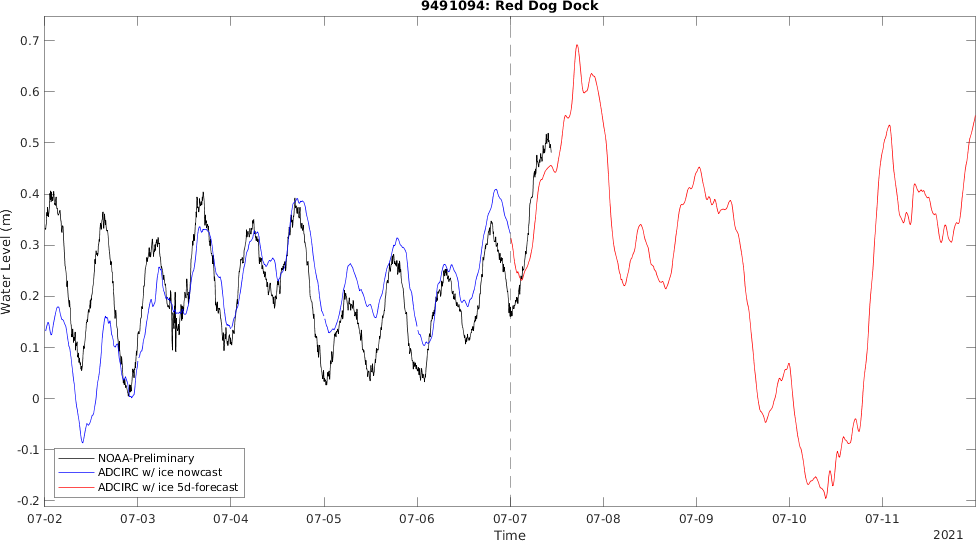 9491094: Red Dog Dock
Water Level (m)
0.7
0.6
0.5
0.4
0.3
0.2
0.1
0
-0.1
-0.2
NOAA-Preliminary
ADCIRC w/ ice nowcast
ADCIRC w/ ice 5d-forecast
07-02 07-03 07-04 07-05 07-06 07-07 07-08 07-09 07-10 07-11
Time
2021